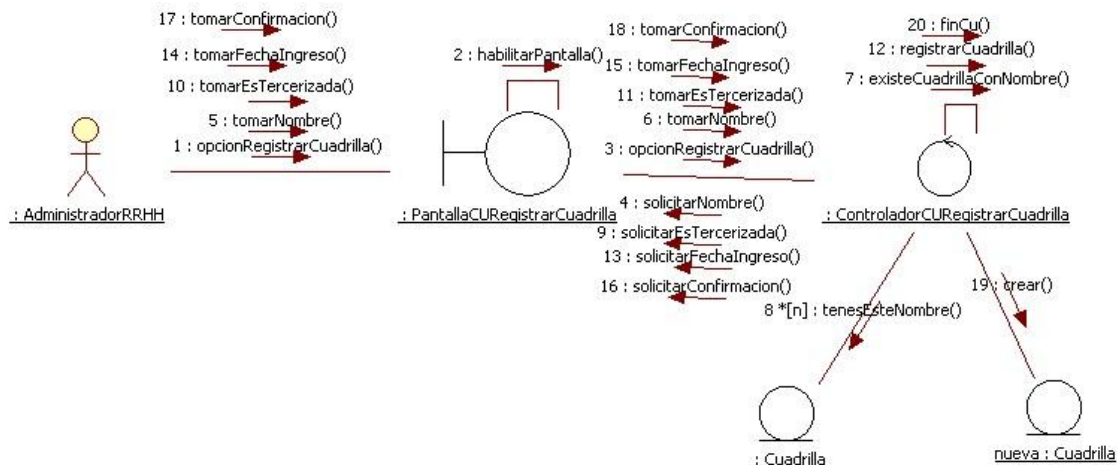 17 : tomarConfirmacion()
14 : tomarFechaIngreso()
10 : tomarEsTercerizada()
5 : tomarNombre()
1 : opcionRegistrarCuadrilla()
: AdministradorRRHH
2 : habilitarPantalla()
: PantallaCURegistrarCuadrilla
18 : tomarConfirmacion()
15 : tomarFechaIngreso()
11 : tomarEsTercerizada()
6 : tomarNombre()
3 : opcionRegistrarCuadrilla()
4 : solicitarNombre()
9 : solicitarEsTercerizada()
13 : solicitarFechaIngreso()
16 : solicitarConfirmacion()
20 : finCu()
12 : registrarCuadrilla()
7 : existeCuadrillaConNombre()
: ControladorCURegistrarCuadrilla
8 *[n] : tenesEsteNombre()
19 : crear()
: Cuadrilla
nueva : Cuadrilla